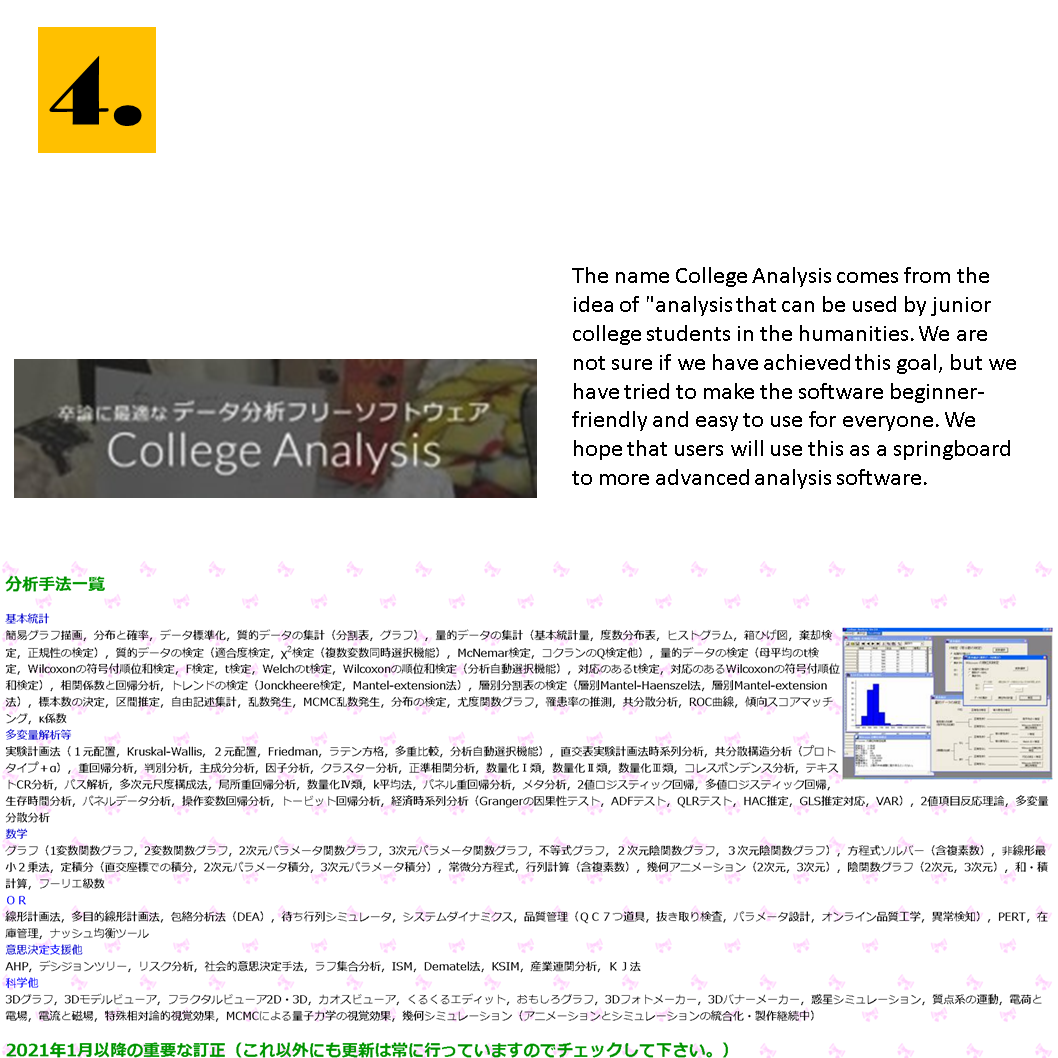 4.
The name College Analysis comes from the
idea of "analysis that can be used by junior
college students in the humanities. We are
not sure if we have achieved this goal, but we
have tried to make the software beginner-
friendly and easy to use for everyone. We
hope that users will use this as a springboard
to more advanced analysis software.
卒論に最適な データ分析フリーソフトウェア
College Analysis
分析手法一覧
基本統計
簡易グラフ描画，分布と確率，データ標準化，質的データの集計（分割表，グラフ），量的データの集計（基本統計量，度数分布表，ヒストグラム，箱ひげ図，棄却検
定，正規性の検定），質的データの検定（適合度検定，χ2検定（複数変数同時選択機能），McNemar検定，コクランのQ検定他），量的データの検定（母平均のt検
定，Wilcoxonの符号付順位和検定，F検定，t検定，Welchのt検定，Wilcoxonの順位和検定（分析自動選択機能），対応のあるt検定，対応のあるWilcoxonの符号付順位
和検定），相関係数と回帰分析，トレンドの検定（Jonckheere検定，Mantel-extension法），層別分割表の検定（層別Mantel-Haenszel法，層別Mantel-extension
法），標本数の決定，区間推定，自由記述集計，乱数発生，MCMC乱数発生，分布の検定，尤度関数グラフ，罹患率の推測，共分散分析，ROC曲線，傾向スコアマッチ
ング，κ係数
多変量解析等
実験計画法（１元配置，Kruskal-Wallis，２元配置，Friedman，ラテン方格，多重比較，分析自動選択機能），直交表実験計画法時系列分析，共分散構造分析（プロト
タイプ＋α），重回帰分析，判別分析，主成分分析，因子分析，クラスター分析，正準相関分析，数量化Ⅰ類，数量化Ⅱ類，数量化Ⅲ類，コレスポンデンス分析，テキス
トCR分析，パス解析，多次元尺度構成法，局所重回帰分析，数量化Ⅳ類，k平均法，パネル重回帰分析，メタ分析，2値ロジスティック回帰，多値ロジスティック回帰，
生存時間分析，パネルデータ分析，操作変数回帰分析，トービット回帰分析，経済時系列分析（Grangerの因果性テスト，ADFテスト，QLRテスト，HAC推定，GLS推定対応，VAR），2値項目反応理論，多変量
分散分析
数学
グラフ（1変数関数グラフ，2変数関数グラフ，2次元パラメータ関数グラフ，3次元パラメータ関数グラフ，不等式グラフ，２次元陰関数グラフ，３次元陰関数グラフ），方程式ソルバー（含複素数），非線形最
小２乗法，定積分（直交座標での積分，2次元パラメータ積分，3次元パラメータ積分），常微分方程式，行列計算（含複素数），幾何アニメーション（2次元，3次元），陰関数グラフ（2次元，3次元），和・積
計算，フーリエ級数
ＯＲ
線形計画法，多目的線形計画法，包絡分析法（DEA），待ち行列シミュレータ，システムダイナミクス，品質管理（ＱＣ７つ道具，抜き取り検査，パラメータ設計，オンライン品質工学，異常検知），PERT，在
庫管理，ナッシュ均衡ツール
意思決定支援他
AHP，デシジョンツリー，リスク分析，社会的意思決定手法，ラフ集合分析，ISM，Dematel法，KSIM，産業連関分析，ＫＪ法
科学他
3Dグラフ，3Dモデルビューア，フラクタルビューア2D・3D，カオスビューア，くるくるエディット，おもしろグラフ，3Dフォトメーカー，3Dバナーメーカー，惑星シミュレーション，質点系の運動，電荷と
電場，電流と磁場，特殊相対論的視覚効果，MCMCによる量子力学の視覚効果，幾何シミュレーション（アニメーションとシミュレーションの統合化・製作継続中）
2021年1月以降の重要な訂正（これ以外にも更新は常に行っていますのでチェックして下さい。）